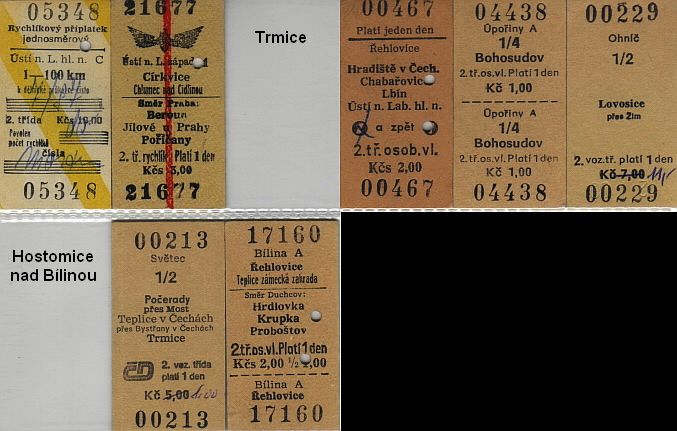 05348
Rychlíkový příplatek
jednosměrový
Ústí n. L. hl. n. C
1—100 km
2. třída Kčs 10,00
Povolen
počet rychlíků
čísla
05348
21677
Ústí n. L. západ 1
Církvice
Chlumec nad Cidlinou
Směr Praha:
Beroun
Jílové u Prahy
Poříčany
2. tř. rychlík Platí 1 den
Kčs 3,00
21677
Trmice
00467
Platí jeden den
Řehlovice
Hradiště v Čech.
Chabařovice
Lbín
Ústí n. Lab. hl. n.
a zpět
2.tř. osob.vl.
Kčs 2,00
00467
04438
Úpořiny A
1/4
Bohosudov
2.tř.os.vl. Platí 1 den
Kč 1,00
Úpořiny A
1/4
Bohosudov
2.tř.os.vl. Platí 1 den
Kč 1,00
04438
00229
Ohníč
1/2
Lovosice
přes Žim
2. voz.tř. platí 1 den
Kč 7,00
00229
Hostomice
nad Bílinou
00213
Světec
1/2
Počerady
přes Most
Teplice v Čechách
přes Bystřany v Čechách
Trmice
ČD
2. voz. třída
platí 1 den
Kč 5,00
00213
17160
Bílina A
Řehlovice
Teplice zámecká zahrada
Směr Duchcov:
Hrdlovka
Krupka
Proboštov
2.tř.os.vl. Platí 1 den
Kčs 2,00 ½ 1,00
Bílina A
Řehlovice
17160